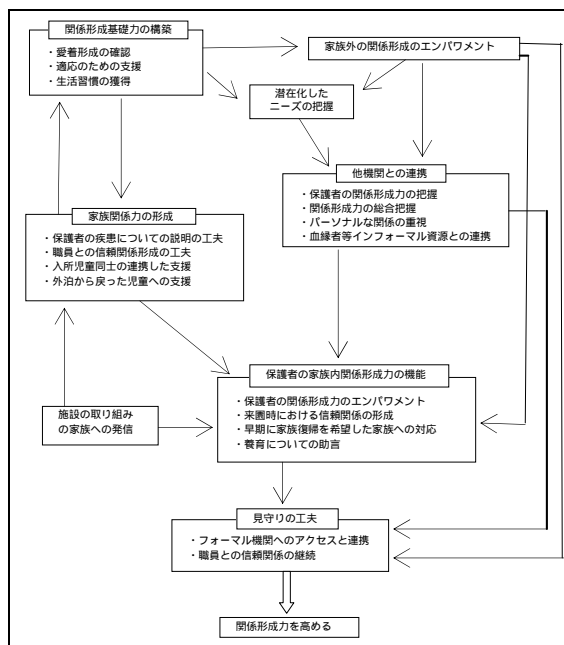 関係形成基礎力の構築
・愛着形成の確認
・適応のための支援
・生活習慣の獲得
家族外の関係形成のエンパワメント
潜在化した
ニーズの把握
他機関との連携
・保護者の関係形成力の把握
・関係形成力の総合把握
・パーソナルな関係の重視
・血縁者等インフォーマル資源との連携
家族関係力の形成
・保護者の疾患についての説明の工夫
・職員との信頼関係形成の工夫
・入所児童同士の連携した支援
・外泊から戻った児童への支援
保護者の家族内関係形成力の機能
・保護者の関係形成力のエンパワメント
・来園時における信頼関係の形成
・早期に家族復帰を希望した家族への対応
・養育についての助言
施設の取り組み
の家族への発信
見守りの工夫
・フォーマル機関へのアクセスと連携
・職員との信頼関係の継続
関係形成力を高める